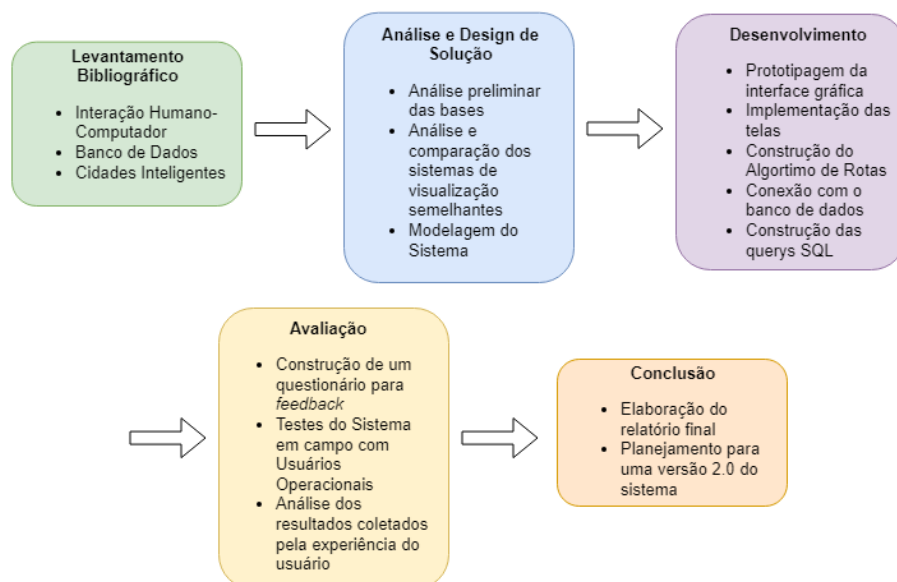 Levantamento
Bibliográfico
• Interação Humano-
Computador
• Banco de Dados
• Cidades Inteligentes
Análise e Design de
Solução
• Análise preliminar
das bases
• Análise e
comparação dos
sistemas de
visualização
semelhantes
• Modelagem do
Sistema
Desenvolvimento
• Prototipagem da
interface gráfica
• Implementação das
telas
• Construção do
Algortimo de Rotas
• Conexão com o
banco de dados
• Construção das
querys SQL
Avaliação
• Construção de um
questionário para
feedback
• Testes do Sistema
em campo com
Usuários
Operacionais
• Análise dos
resultados coletados
pela experiência do
usuário
Conclusão
• Elaboração do
relatório final
• Planejamento para
uma versão 2.0 do
sistema